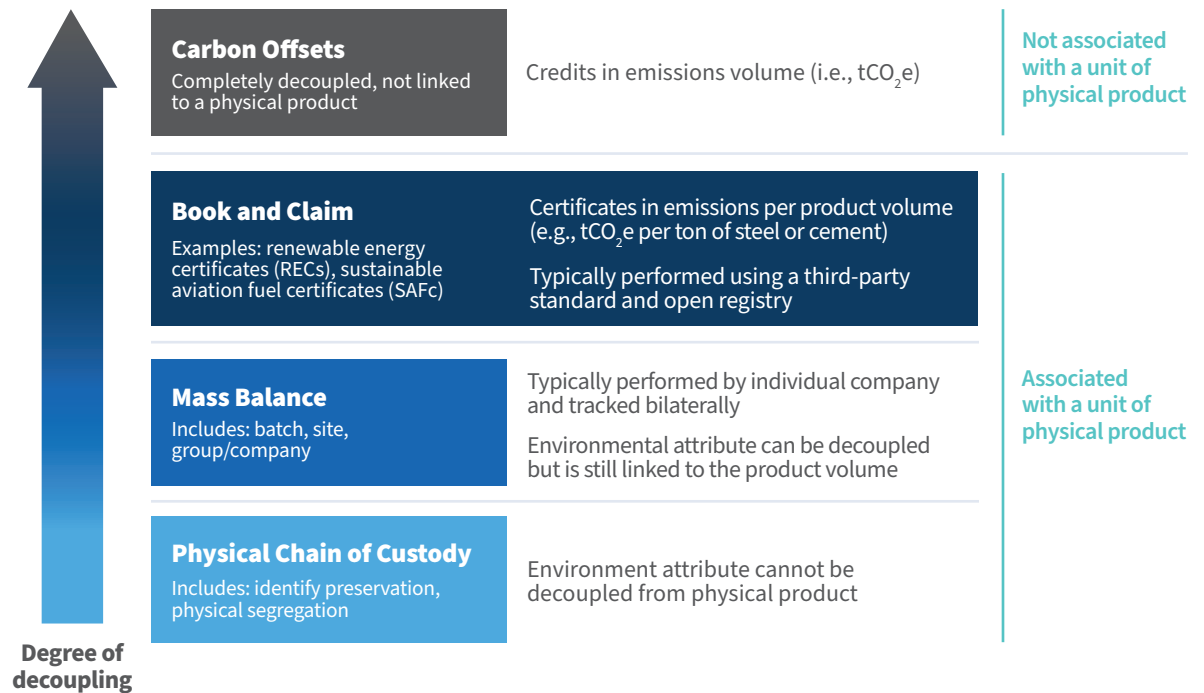 Carbon Offsets
Completely decoupled, not linked
to a physical product
Credits in emissions volume (i.e., tCO2e)
Not associated
with a unit of
physical product
Book and Claim
Examples: renewable energy
certificates (RECs), sustainable
aviation fuel certificates (SAFc)
Certificates in emissions per product volume
(e.g., tCO2e per ton of steel or cement)
Typically performed using a third-party
standard and open registry
Mass Balance
Includes: batch, site,
group/company
Typically performed by individual company
and tracked bilaterally
Environmental attribute can be decoupled
but is still linked to the product volume
Associated
with a unit of
physical product
Physical Chain of Custody
Includes: identify preservation,
physical segregation
Environment attribute cannot be
decoupled from physical product
Degree of
decoupling